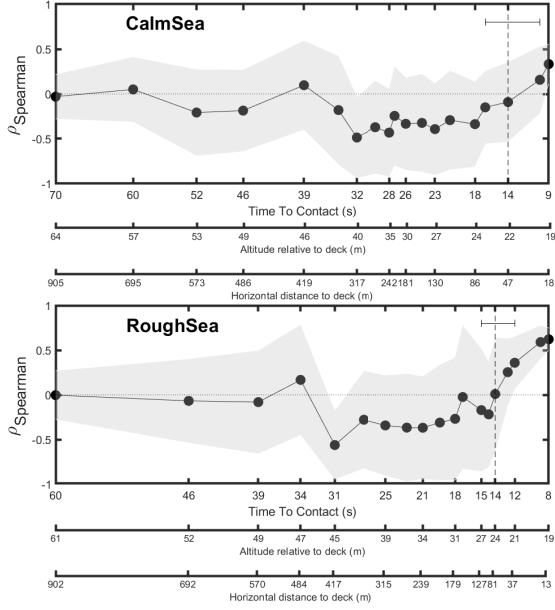 CalmSea
1
0.5
0
-0.5
-1
ρSpearman
70 60 52 46 39 32 28 26 23 18 14 9
Time To Contact (s)
64 57 53 49 46 40 35 30 27 24 22 19
Altitude relative to deck (m)
905 695 573 486 419 317 242 181 130 86 47 18
Horizontal distance to deck (m)
RoughSea
1
0.5
0
-0.5
-1
ρSpearman
60 46 39 34 31 25 21 18 15 14 12 8
Time To Contact (s)
61 52 49 47 45 39 34 31 27 24 21 19
Altitude relative to deck (m)
902 692 570 484 417 315 239 179 127 81 37 13
Horizontal distance to deck (m)